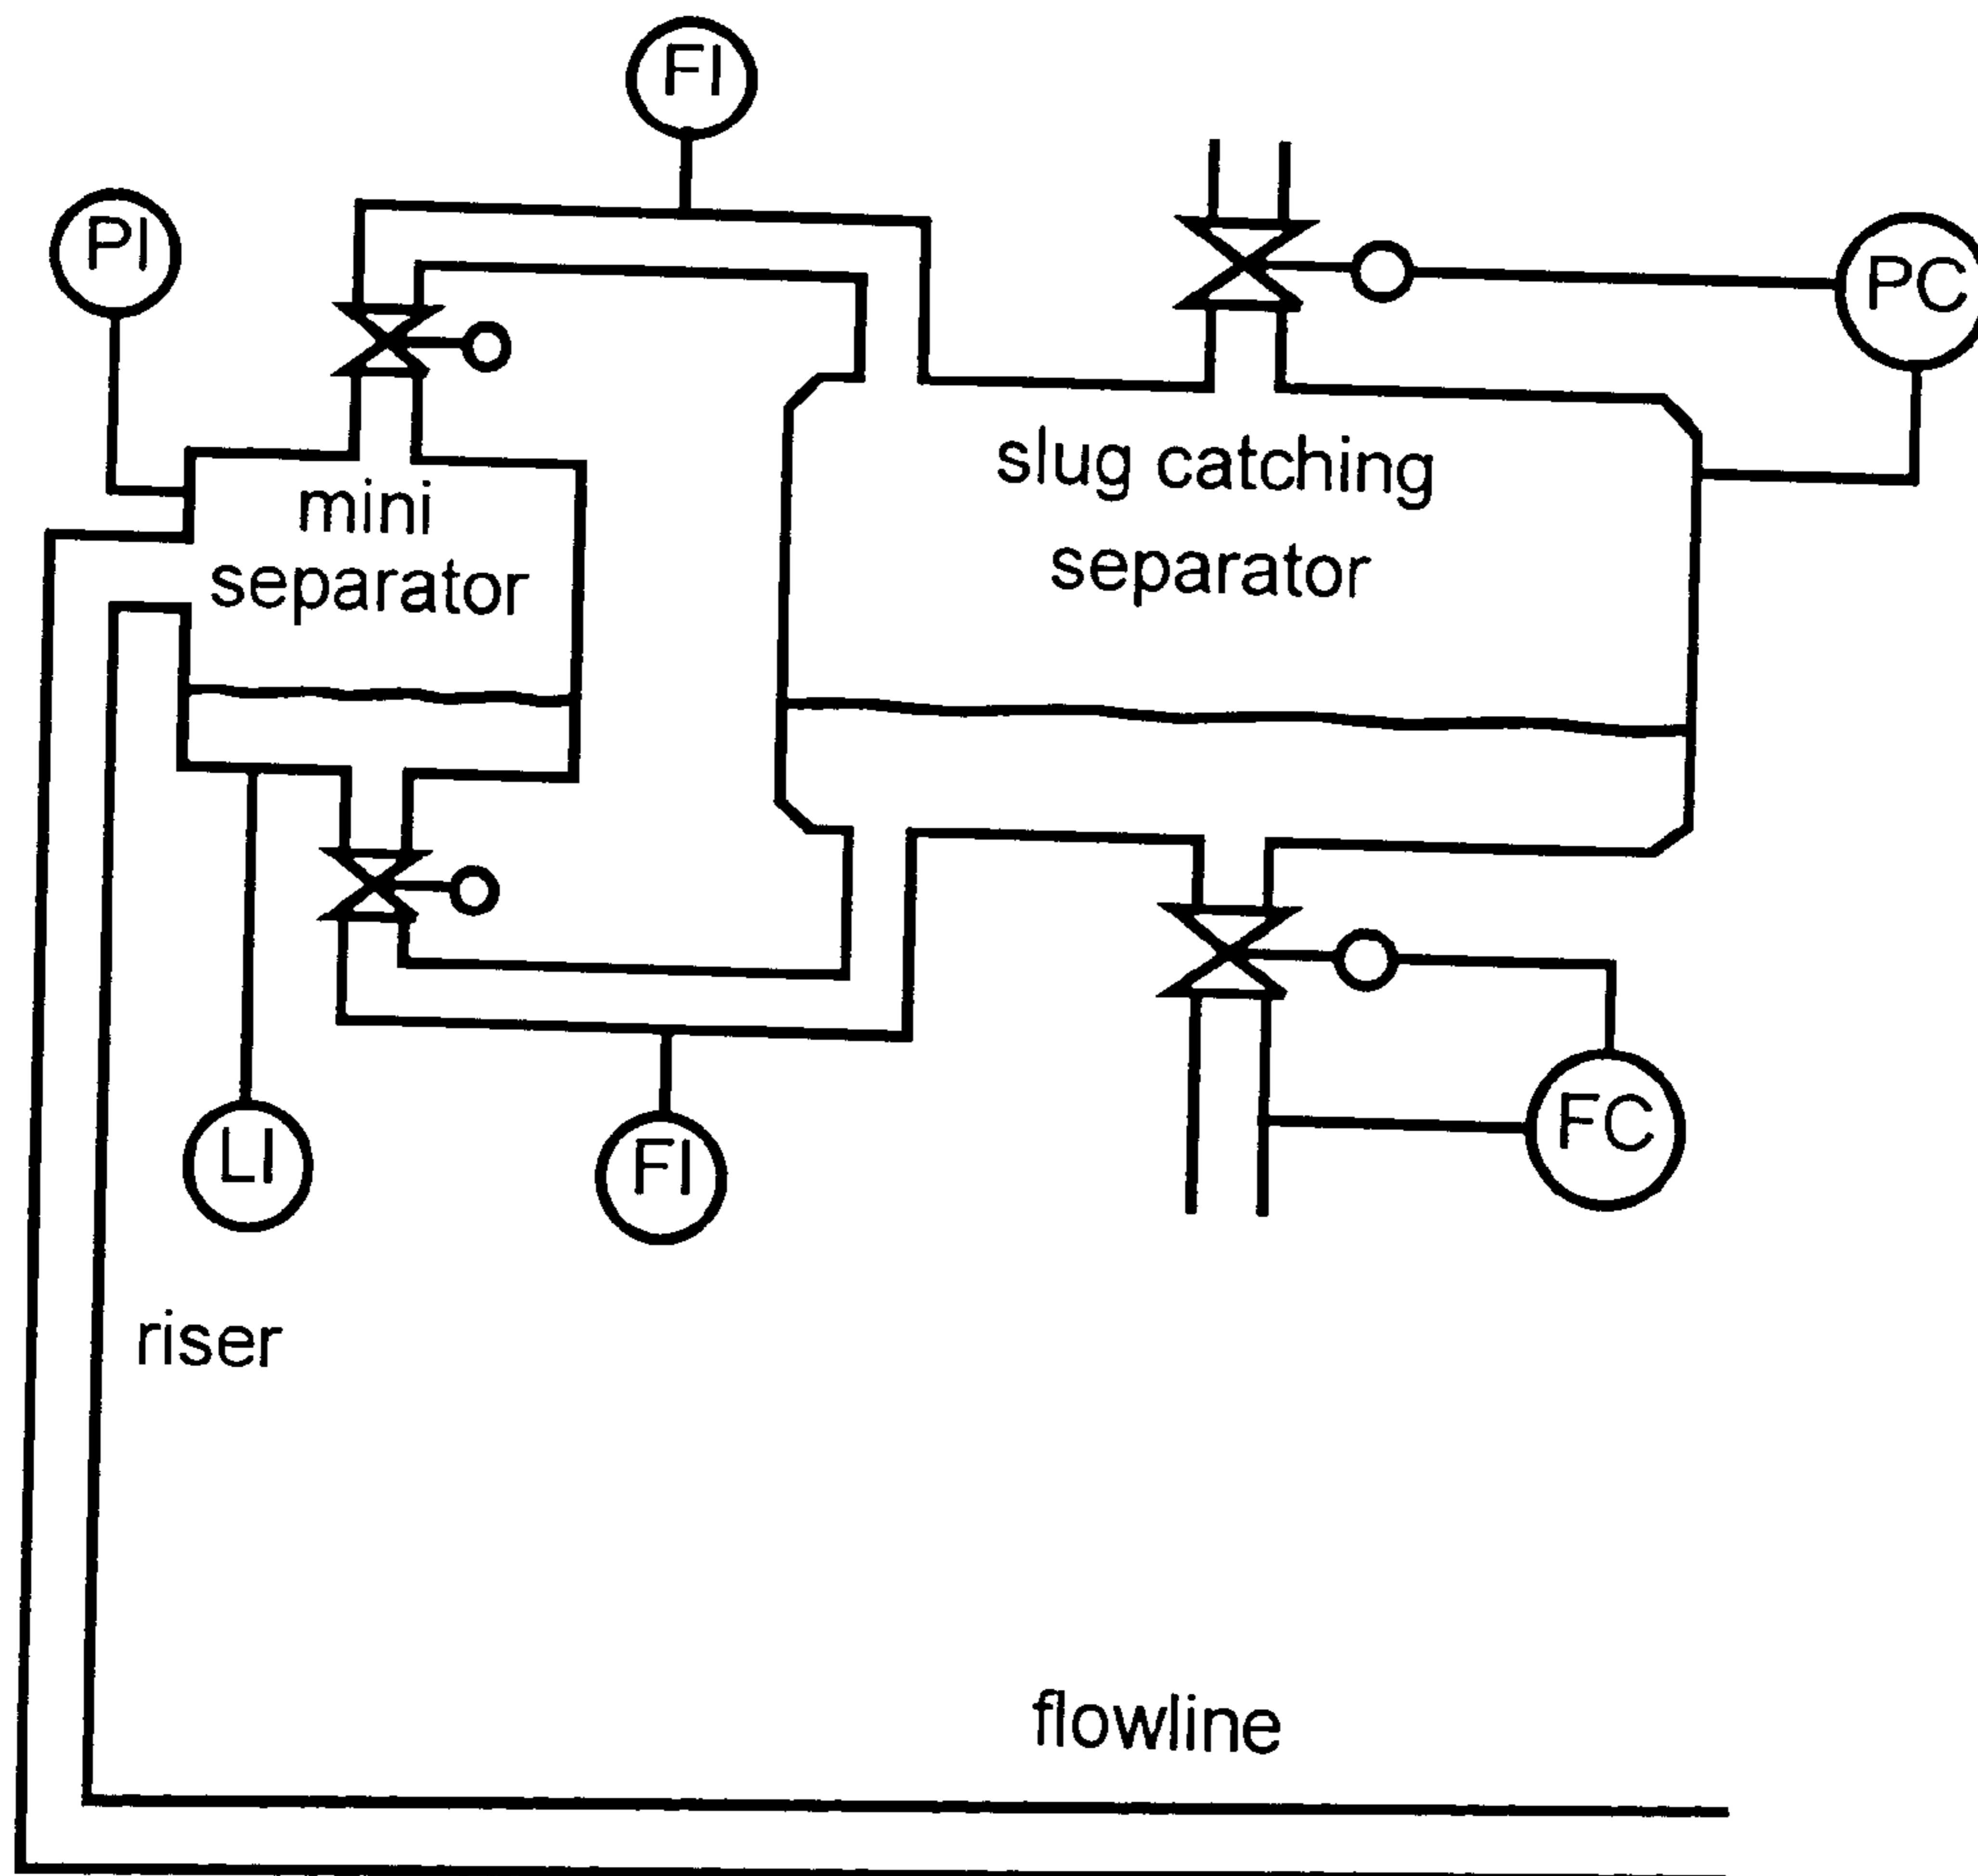 FI
PI
PC
slug catching
separator
mini
separator
FC
LI
FI
riser
flowline